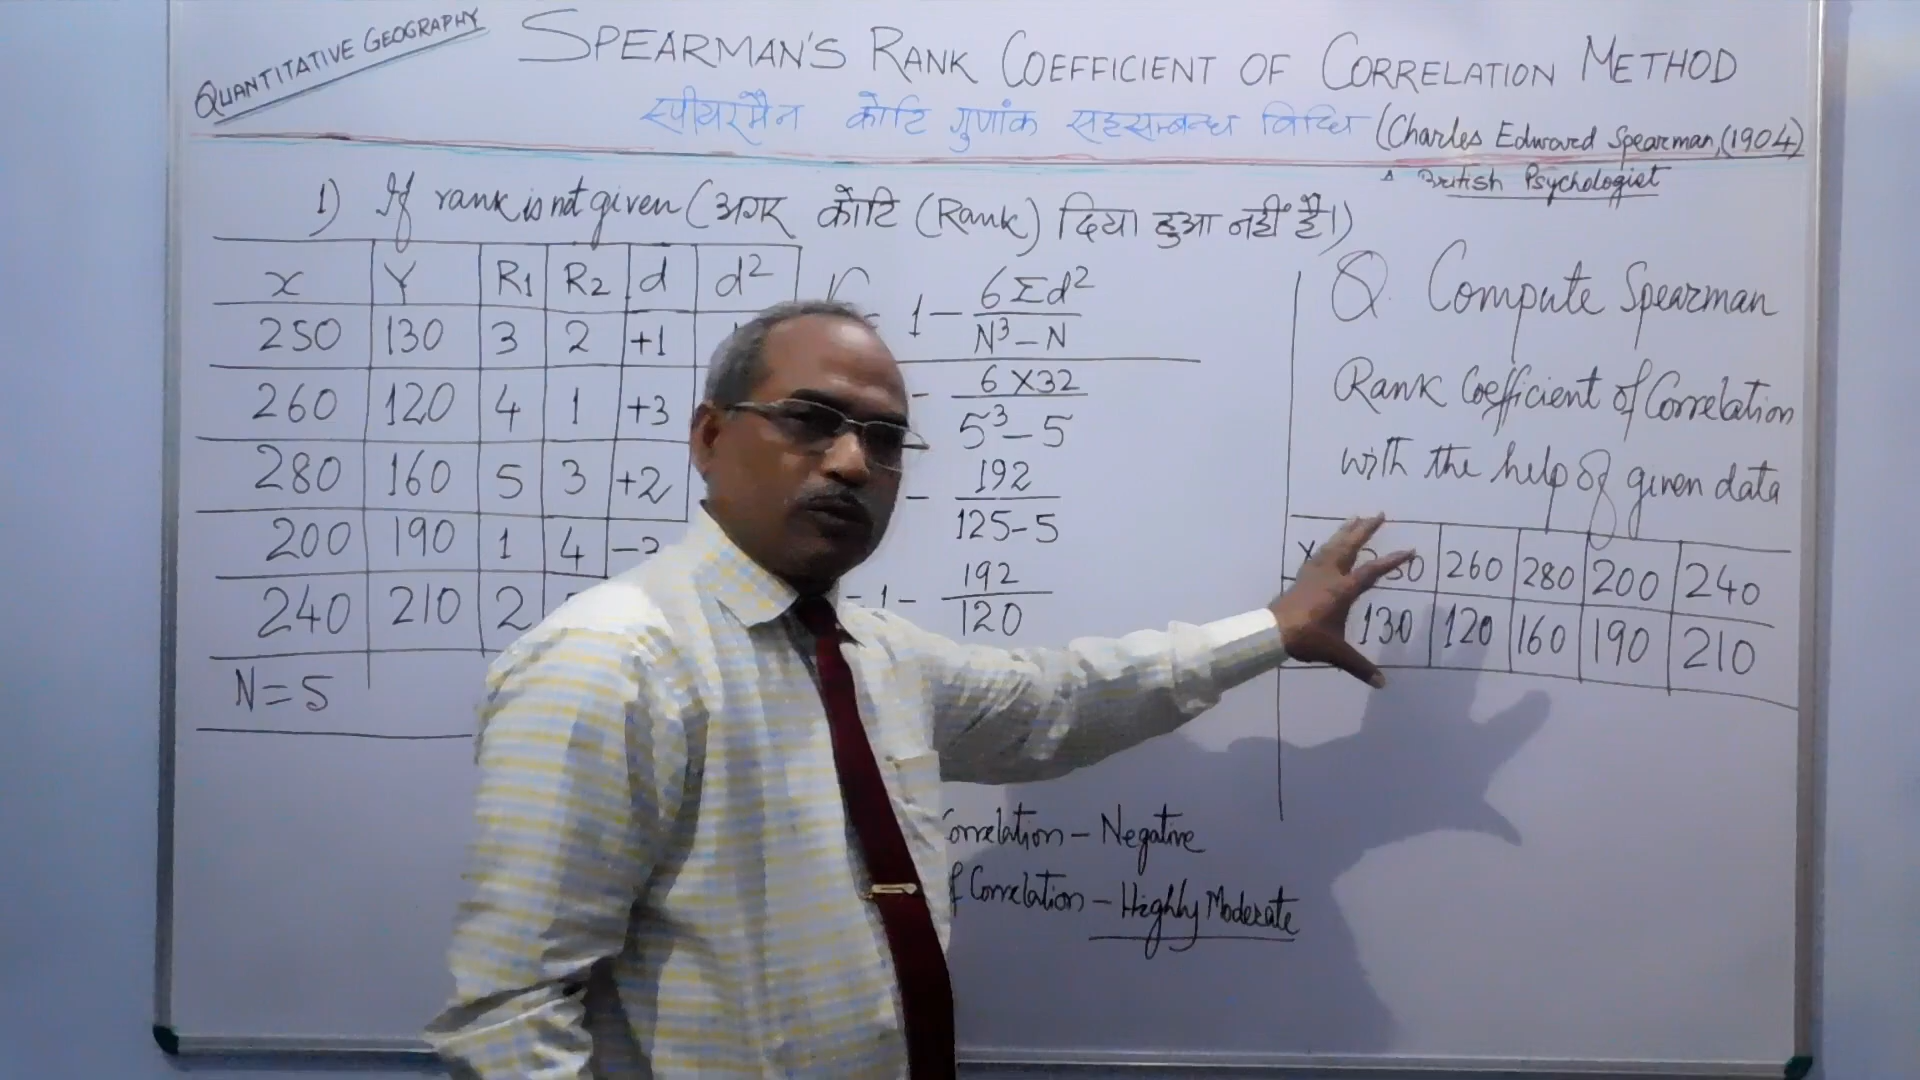 QUANTITATIVE GEOGRAPHY
SPEARMAN'S RANK COEFFICIENT OF CORRELATION METHOD
स्पीयरमैन कोटि गुणांक सहसम्बन्ध विधि (Charles Edward Spearman, (1904)
A British Psychologist
1) If rank is not given (अगर कोटि (Rank) दिया हुआ नहीं है।)
x Y R1 R2 d d²
250 130 3 2 +1
260 120 4 1 +3
280 160 5 3 +2
200 190 1 4
240 210 2
N=5
1 - 6Σd²
N³-N
- 6X32
5³-5
- 192
125-5
= 1 - 192
120
Correlation - Negative
f Correlation - Highly Moderate
Q. Compute Spearman
Rank Coefficient of Correlation
with the help of given data
X 260 280 200 240
130 120 160 190 210